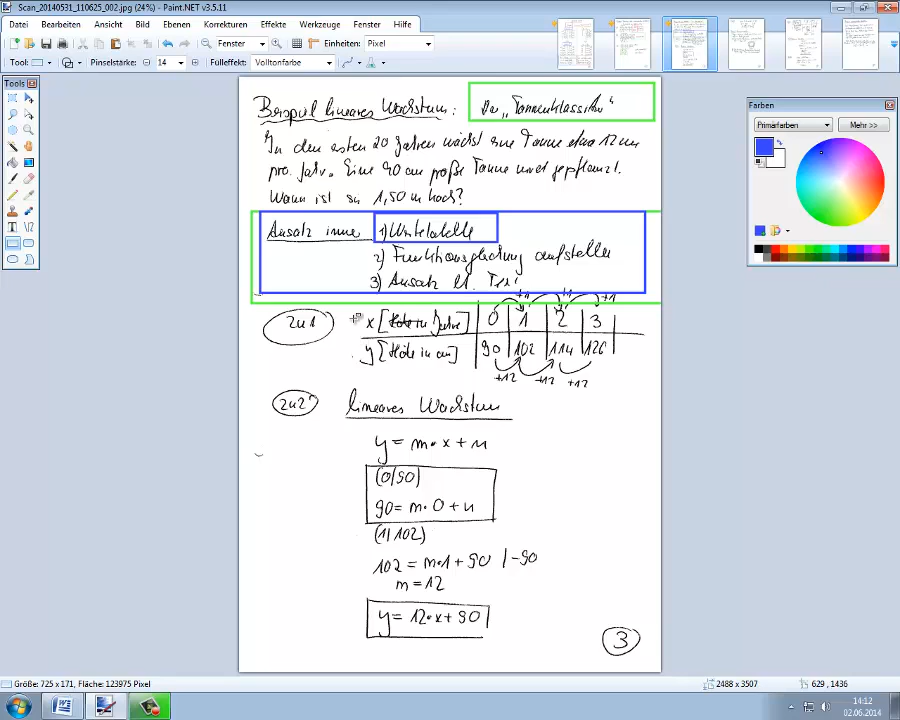 Scan_20140531_110625_002.jpg (24%) - Paint.NET v3.5.11
Datei Bearbeiten Ansicht Bild Ebenen Korrekturen Effekte Werkzeuge Fenster Hilfe
Fenster Einheiten: Pixel
Tool: Pinselstärke: 14 Fülleffekt: Volltonfarbe
Tools
Farben
Primärfarben Mehr >>
Beispiel lineares Wachstum: Der „Tannenklassiker“
In den ersten 20 Jahren wächst eine Tanne etwa 12 cm
pro Jahr. Eine 90 cm große Tanne wird gepflanzt.
Wann ist sie 1,50 m hoch?
Ansatz immer 1) Wertetabelle
2) Funktionsgleichung aufstellen
3) Ansatz lt. Text
+1 +1 +1
zu 1 x [Jahre] 0 1 2 3
y [Höhe in cm] 90 102 114 126
+12 +12 +12
zu 2) lineares Wachstum
y = m • x + n
(0|90)
90 = m • 0 + n
(1|102)
102 = m • 1 + 90 | -90
m = 12
y = 12 • x + 90
3
Größe: 725 x 171, Fläche: 123975 Pixel 2488 x 3507 629 , 1436
14:12
02.06.2014